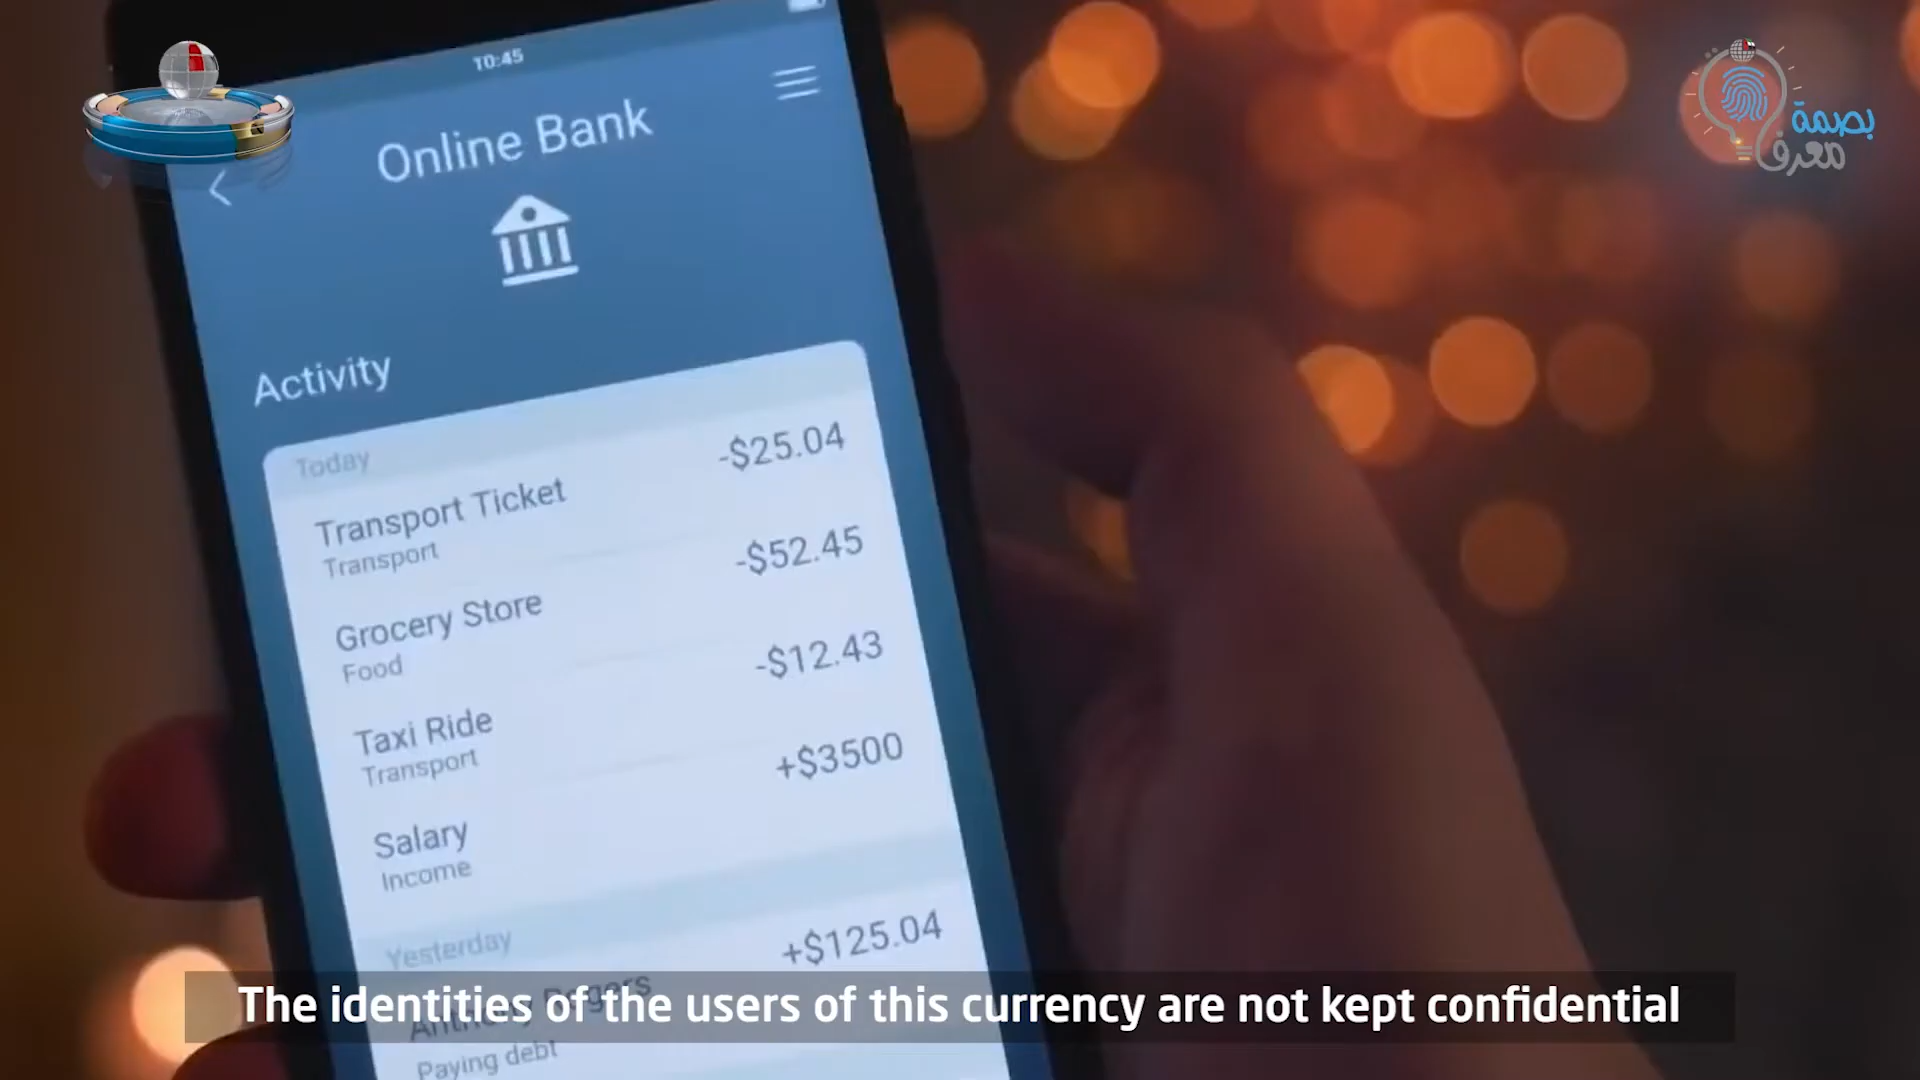 10:45
Online Bank
بصمة
معرفة
Activity
Today
Transport Ticket
-$25.04
Transport
Grocery Store
-$52.45
Food
Taxi Ride
-$12.43
Transport
Salary
+$3500
Income
Yesterday
+$125.04
The identities of the users of this currency are not kept confidential
Paying debt